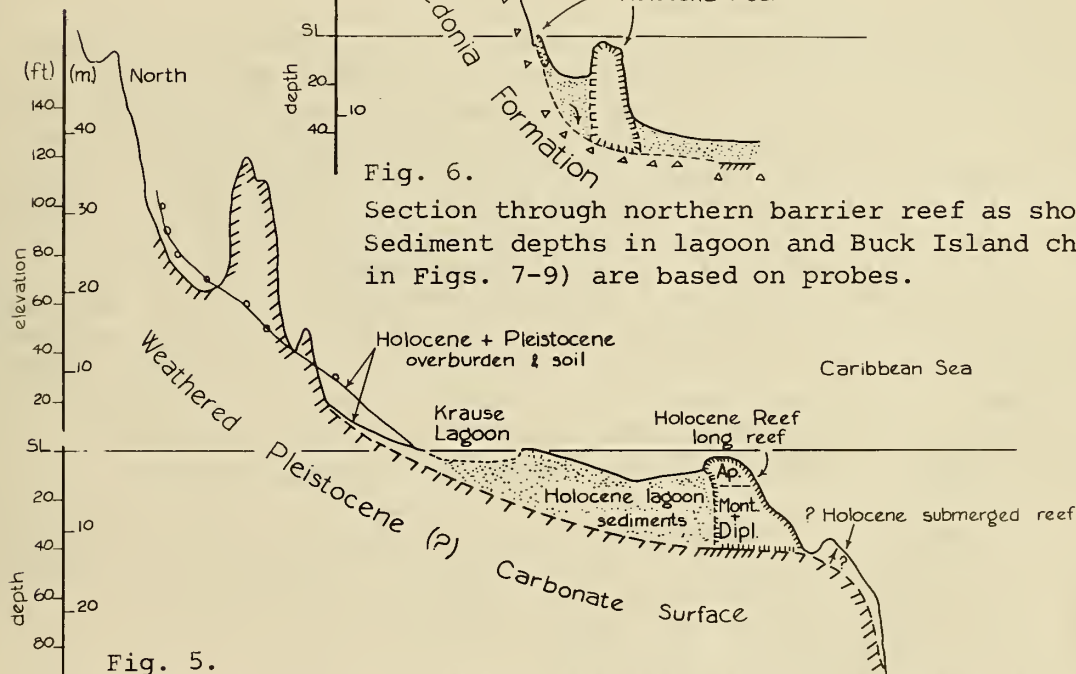 SL
depth
20
40
10
Formation
Fig. 6.
Section through northern barrier reef as
Sediment depths in lagoon and Buck Island
in Figs. 7-9) are based on probes.
(ft) (m)
North
140
120
100
80
60
40
20
40
30
20
10
elevation
SL
Holocene + Pleistocene
overburden & soil
Caribbean Sea
Krause
Lagoon
Holocene Reef
long reef
Ap.
Mont.
+
Dipl.
Holocene lagoon
sediments
? Holocene submerged reef
?
Weathered Pleistocene (?) Carbonate Surface
20
40
60
80
10
20
depth
Fig. 5.